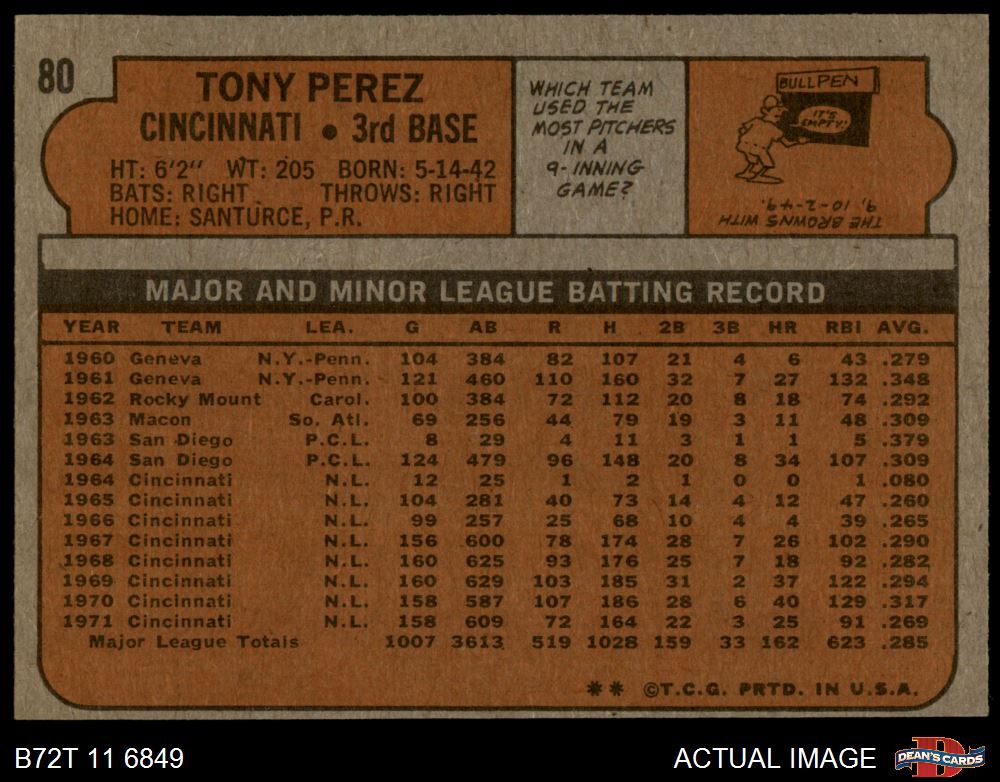 80
TONY PEREZ
CINCINNATI • 3rd BASE
HT: 6'2" WT: 205 BORN: 5-14-42
BATS: RIGHT THROWS: RIGHT
HOME: SANTURCE, P.R.
WHICH TEAM
USED THE
MOST PITCHERS
IN A
9-INNING
GAME?
BULLPEN
IT'S
EMPTY!
THE BROWNS WITH
9, 10-2-49.
MAJOR AND MINOR LEAGUE BATTING RECORD
YEAR TEAM LEA. G AB R H 2B 3B HR RBI AVG.
1960 Geneva N.Y.-Penn. 104 384 82 107 21 4 6 43 .279
1961 Geneva N.Y.-Penn. 121 460 110 160 32 7 27 132 .348
1962 Rocky Mount Carol. 100 384 72 112 20 8 18 74 .292
1963 Macon So. Atl. 69 256 44 79 19 3 11 48 .309
1963 San Diego P.C.L. 8 29 4 11 3 1 1 5 .379
1964 San Diego P.C.L. 124 479 96 148 20 8 34 107 .309
1964 Cincinnati N.L. 12 25 1 2 1 0 0 1 .080
1965 Cincinnati N.L. 104 281 40 73 14 4 12 47 .260
1966 Cincinnati N.L. 99 257 25 68 10 4 4 39 .265
1967 Cincinnati N.L. 156 600 78 174 28 7 26 102 .290
1968 Cincinnati N.L. 160 625 93 176 25 7 18 92 .282
1969 Cincinnati N.L. 160 629 103 185 31 2 37 122 .294
1970 Cincinnati N.L. 158 587 107 186 28 6 40 129 .317
1971 Cincinnati N.L. 158 609 72 164 22 3 25 91 .269
Major League Totals 1007 3613 519 1028 159 33 162 623 .285
** ©T.C.G. PRTD. IN U.S.A.
B72T 11 6849
ACTUAL IMAGE
D
DEAN'S CARDS